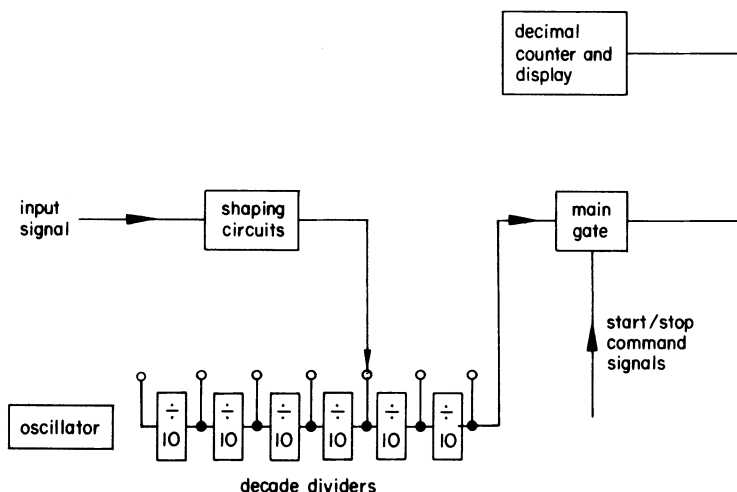 decimal
counter and
display
input
signal
shaping
circuits
main
gate
start/stop
command
signals
oscillator
÷
10
÷
10
÷
10
÷
10
÷
10
÷
10
decade dividers